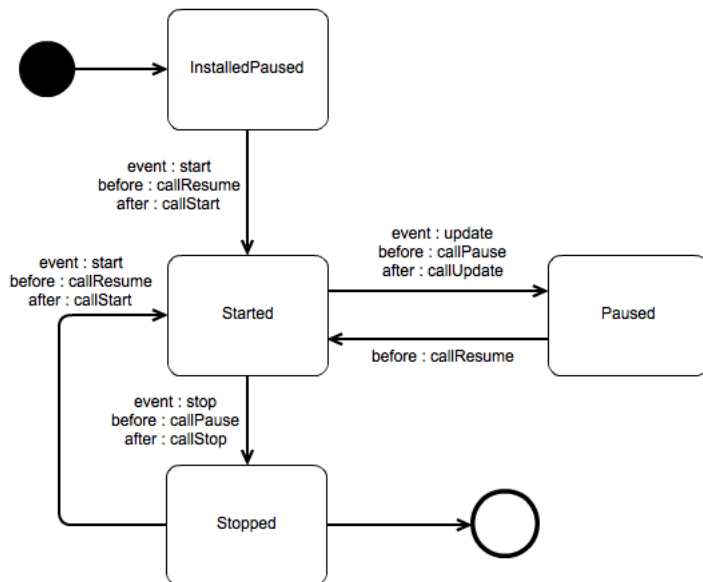 InstalledPaused
event : start
before : callResume
after : callStart
event : start
before : callResume
after : callStart
Started
event : update
before : callPause
after : callUpdate
Paused
before : callResume
event : stop
before : callPause
after : callStop
Stopped